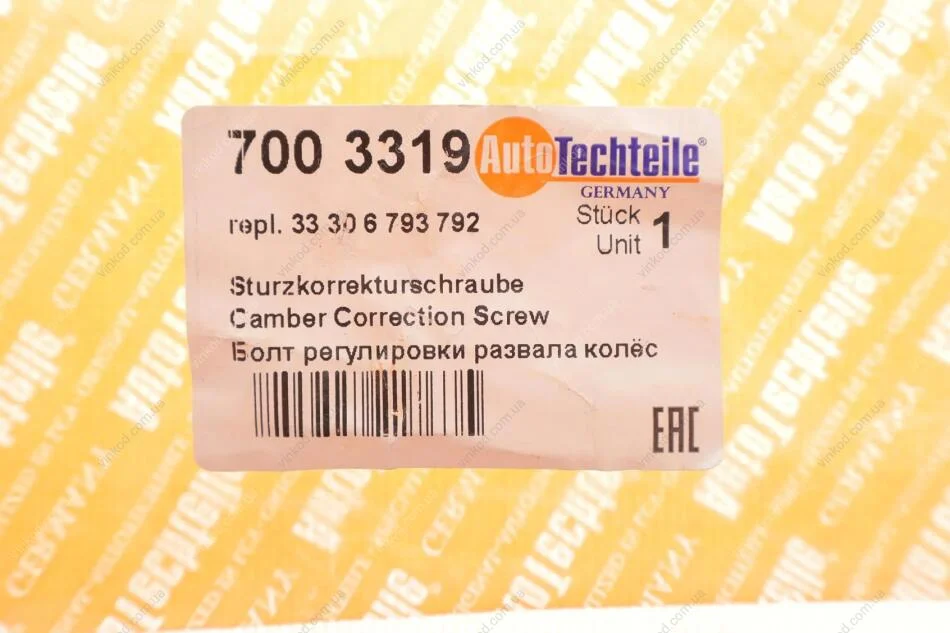 700 3319
AutoTechteile®
GERMANY
repl. 33 30 6 793 792
Stück
Unit 1
Sturzkorrekturschraube
Camber Correction Screw
Болт регулировки развала колёс
EAC